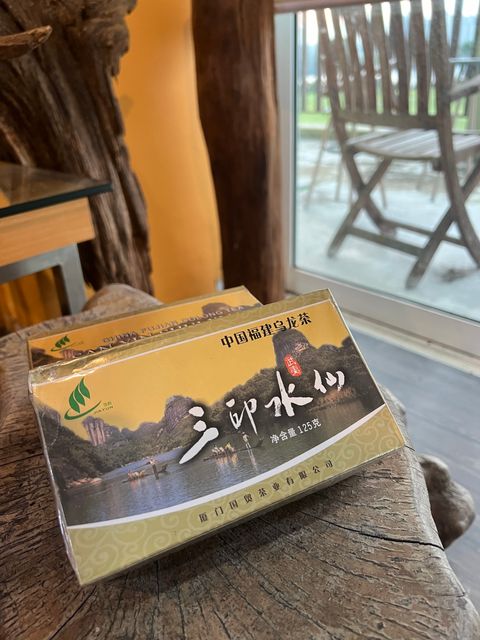 中国福建乌龙茶
三印水仙
净含量125克
厦门国贸茶业有限公司